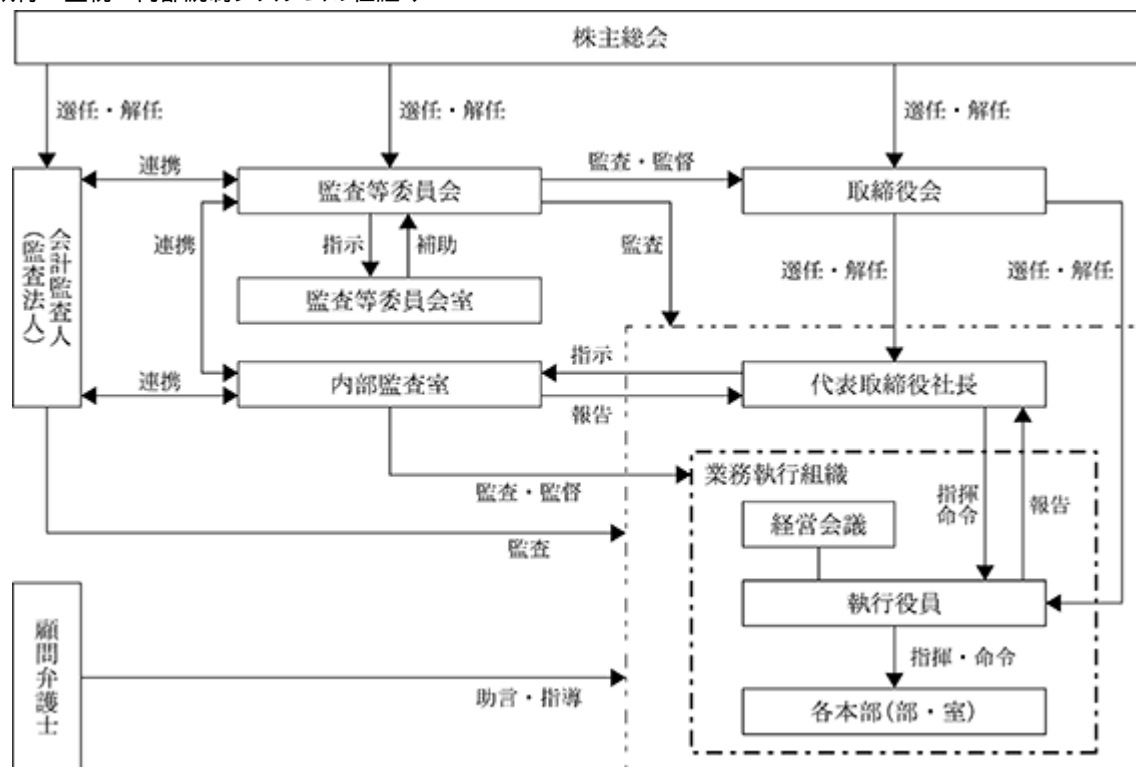 株主総会
選任・解任
選任・解任
選任・解任
連携
監査等委員会
監査・監督
取締役会
会計監査人
（監査法人）
連携
指示
補助
監査
選任・解任
選任・解任
監査等委員会室
指示
連携
内部監査室
代表取締役社長
報告
監査・監督
業務執行組織
指揮
命令
報告
経営会議
監査
執行役員
顧問弁護士
指揮・命令
助言・指導
各本部(部・室)